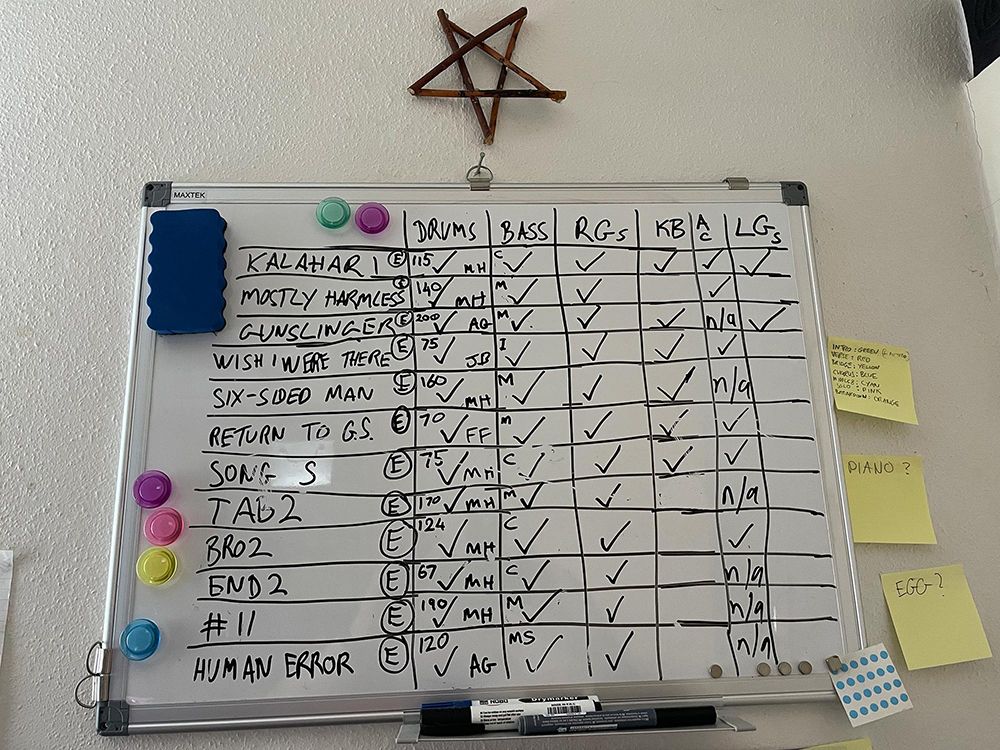 MAXTEK
DRUMS BASS RGs KB AC LGs
KALAHARI E 115 ✓ MH C ✓ ✓ ✓ ✓ ✓
MOSTLY HARMLESS E 140 ✓ MH M ✓ ✓ ✓
GUNSLINGER E 200 ✓ AG M ✓ ✓ ✓ n/a ✓
WISH I WERE THERE E 75 ✓ JB I ✓ ✓ ✓ ✓
SIX-SIDED MAN E 160 ✓ MH M ✓ ✓ ✓ n/a
RETURN TO G.S. E 70 ✓ FF M ✓ ✓ ✓ ✓
SONG S E 75 ✓ MH C ✓ ✓ ✓ ✓
TAB2 E 170 ✓ MH M ✓ ✓ n/a
BRO2 E 124 ✓ MH C ✓ ✓ ✓
END2 E 67 ✓ MH C ✓ ✓ n/a
#11 E 190 ✓ MH M ✓ ✓ n/a
HUMAN ERROR E 120 ✓ AG MS ✓ ✓ n/a
INTRO: GREEN
VERSE: RED
BRIDGE: YELLOW
CHORUS: BLUE
CYAN
SOLO: PINK
BREAKDOWN: ORANGE
PIANO?
EGG?
NOBO Drymarker